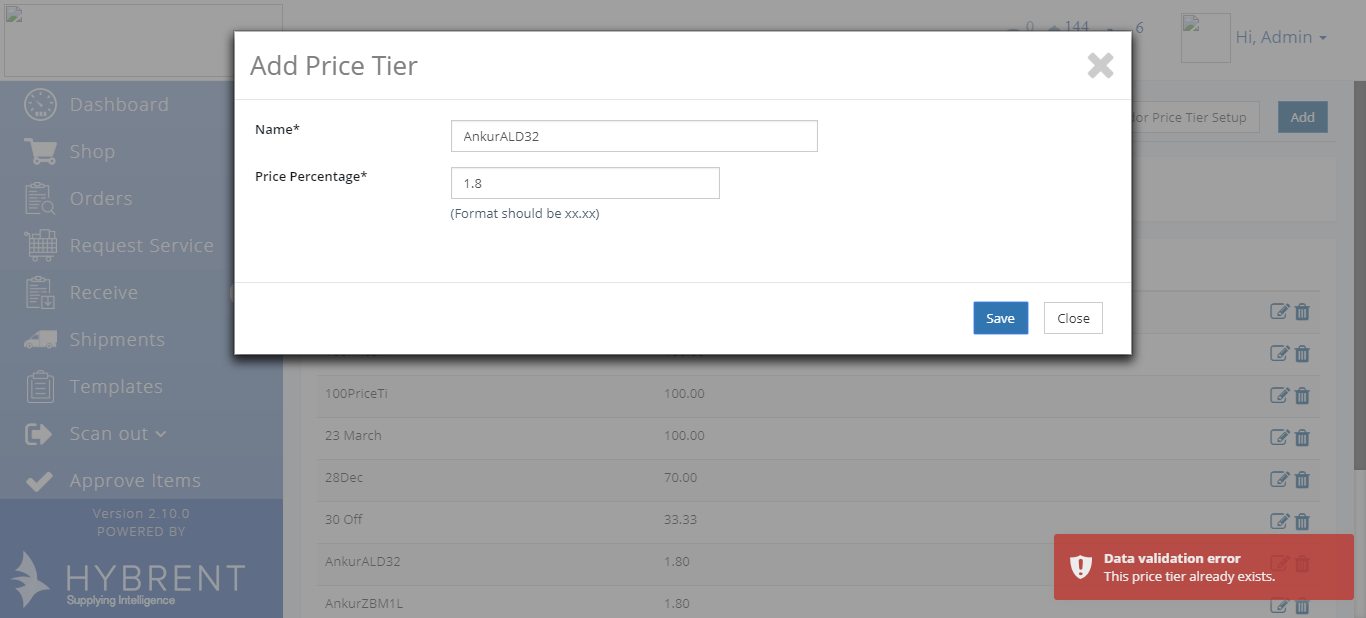 0 144 6
Hi, Admin
Add Price Tier
Name*
AnkurALD32
Price Percentage*
1.8
(Format should be xx.xx)
Save
Close
Price Tier Setup
Add
Dashboard
Shop
Orders
Request Service
Receive
Shipments
Templates
Scan out
Approve Items
Version 2.10.0
POWERED BY
HYBRENT
Supplying Intelligence
100PriceTi 100.00
23 March 100.00
28Dec 70.00
30 Off 33.33
AnkurALD32 1.80
AnkurZBM1L 1.80
Data validation error
This price tier already exists.